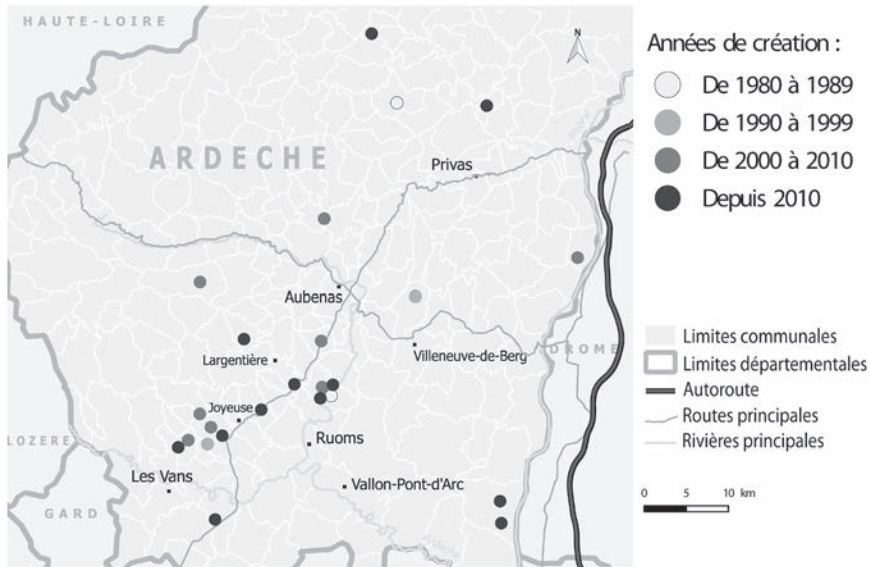 HAUTE-LOIRE
N
ARDECHE
Privas
Aubenas
Villeneuve-de-Berg
DROME
Largentière
Joyeuse
LOZERE
Ruoms
Les Vans
Vallon-Pont-d'Arc
GARD
Ardèche
Années de création :
De 1980 à 1989
De 1990 à 1999
De 2000 à 2010
Depuis 2010
Limites communales
Limites départementales
Autoroute
Routes principales
Rivières principales
0 5 10 km